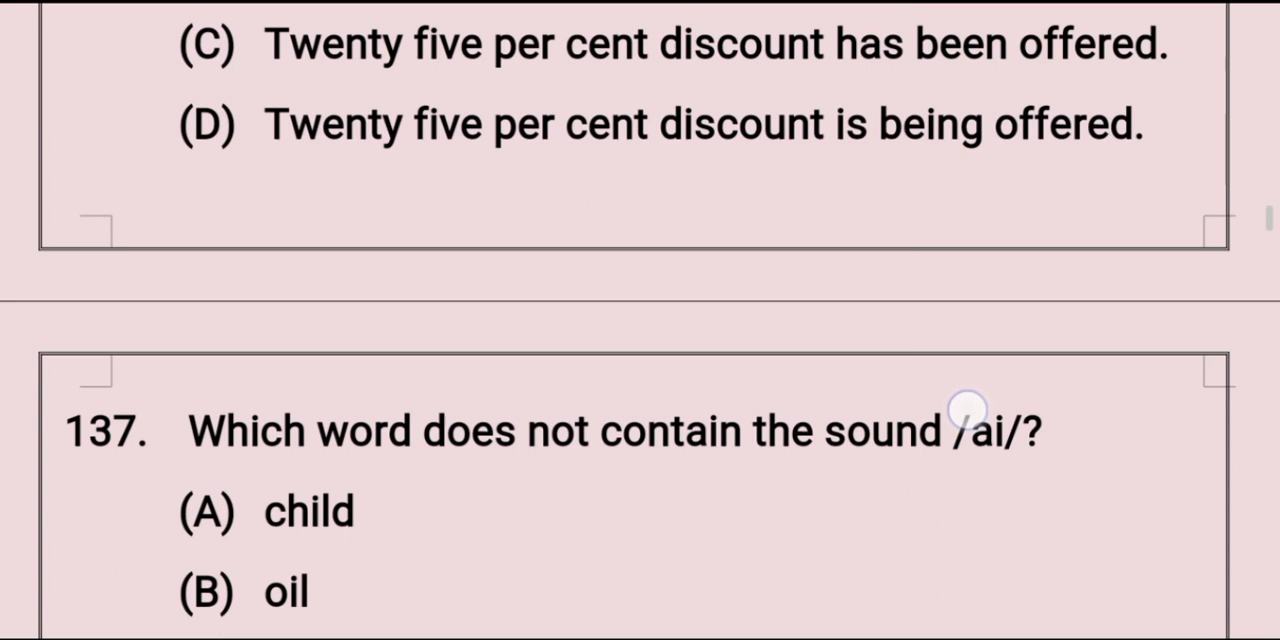 (C) Twenty five per cent discount has been offered.
(D) Twenty five per cent discount is being offered.
137. Which word does not contain the sound /ai/?
(A) child
(B) oil